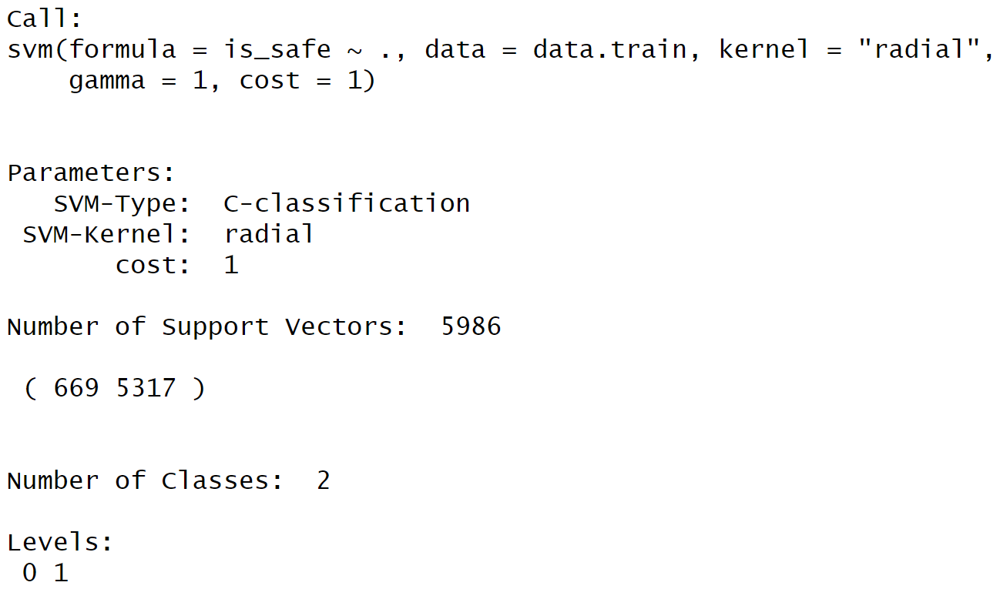 Call:
svm(formula = is_safe ~ ., data = data.train, kernel = "radial",
    gamma = 1, cost = 1)
Parameters:
   SVM-Type:  C-classification
 SVM-Kernel:  radial
       cost:  1
Number of Support Vectors:  5986
 ( 669 5317 )
Number of Classes:  2
Levels:
 0 1